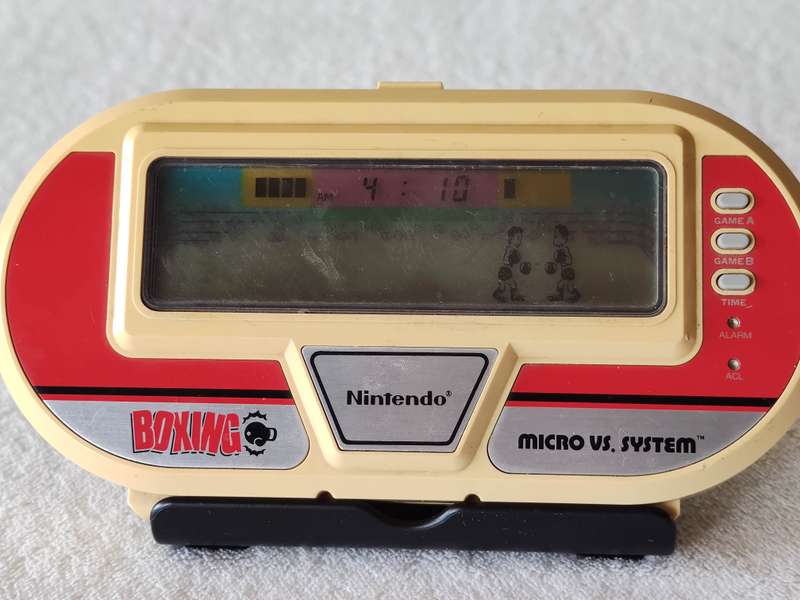 AM 4:10
GAME A
GAME B
TIME
ALARM
ACL
Nintendo®
BOXING
MICRO VS. SYSTEM™